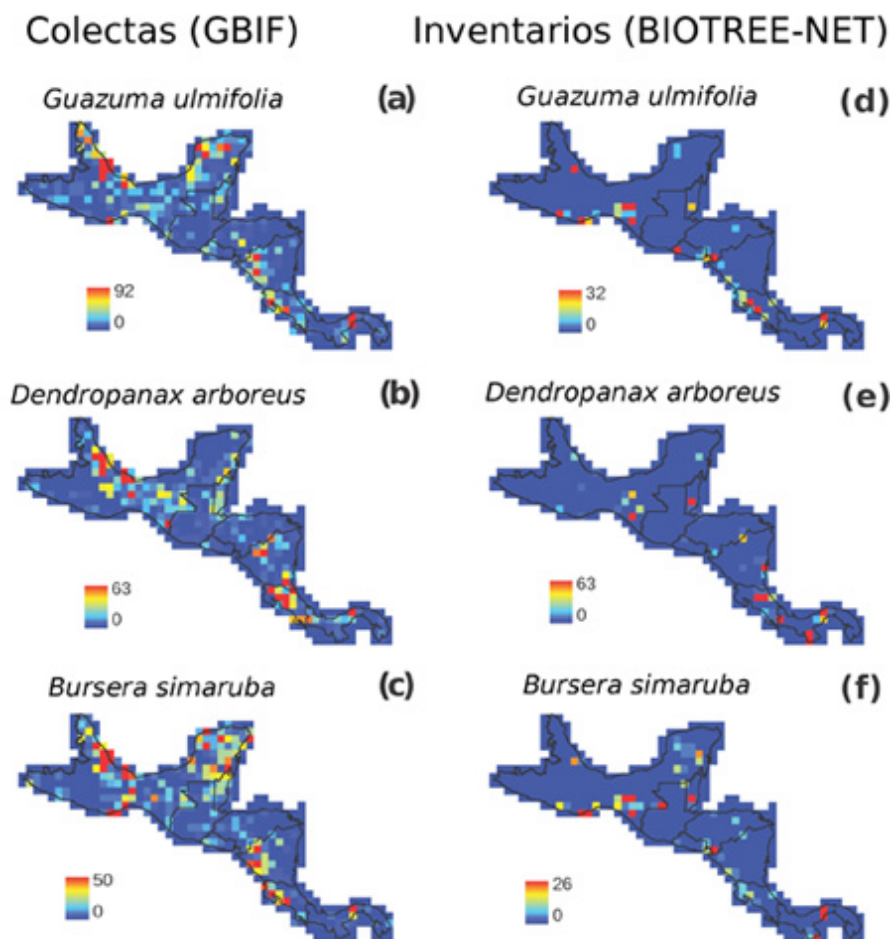 Colectas (GBIF) Inventarios (BIOTREE-NET)
Guazuma ulmifolia (a)
Guazuma ulmifolia (d)
92
0
32
0
Dendropanax arboreus (b)
Dendropanax arboreus (e)
63
0
63
0
Bursera simaruba (c)
Bursera simaruba (f)
50
0
26
0